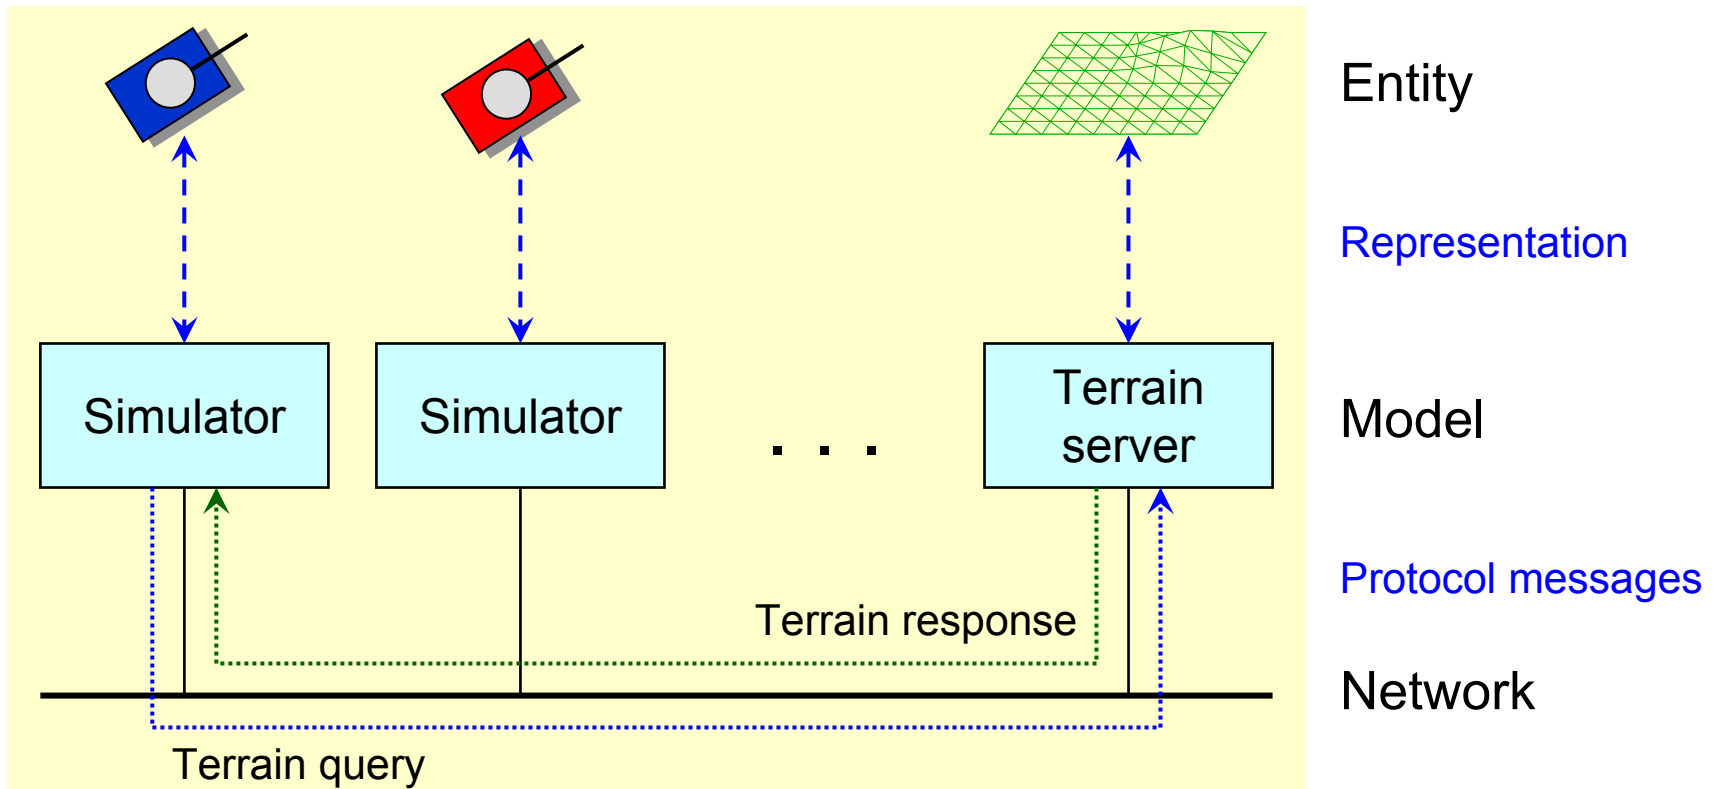 Entity
Representation
Simulator
Simulator
. . .
Terrain
server
Model
Protocol messages
Terrain response
Network
Terrain query